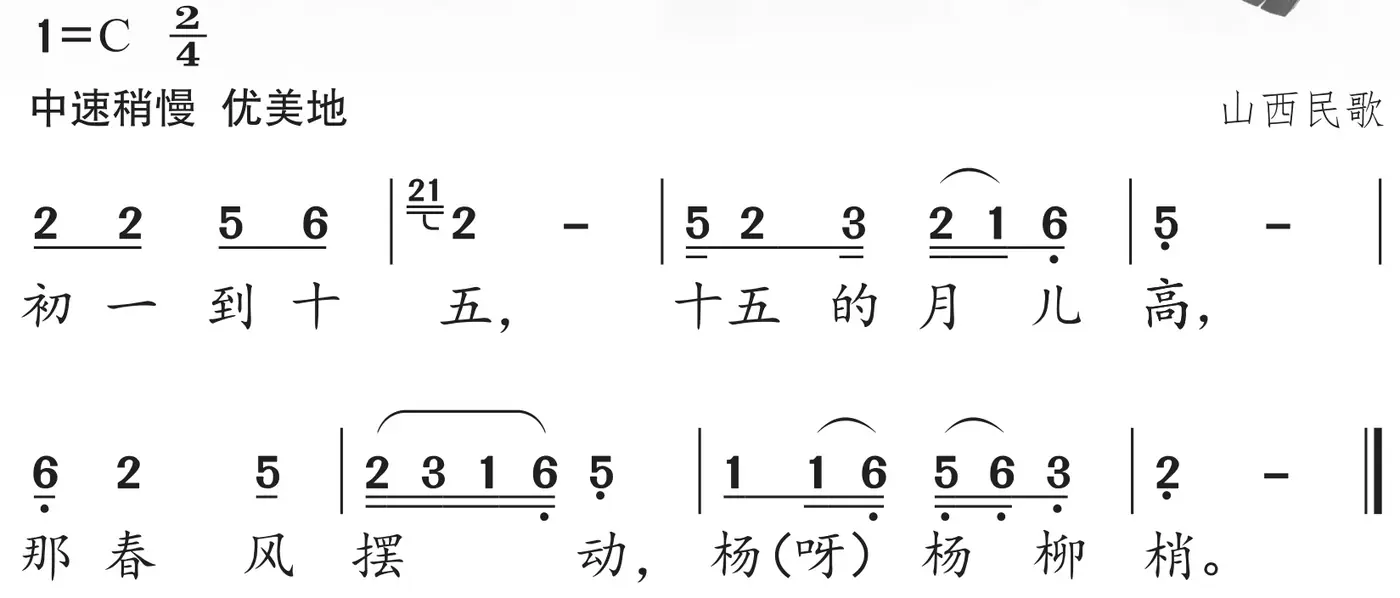 1=C 2/4
中速稍慢 优美地
山西民歌
2 2 5 6 | 21 2 - | 5 2 3 2 1 6 | 5 - |
初 一 到 十 五， 十 五 的 月 儿 高，
6 2 5 | 2 3 1 6 5 | 1 1 6 5 6 3 | 2 - ‖
那 春 风 摆 动， 杨(呀) 杨 柳 梢。